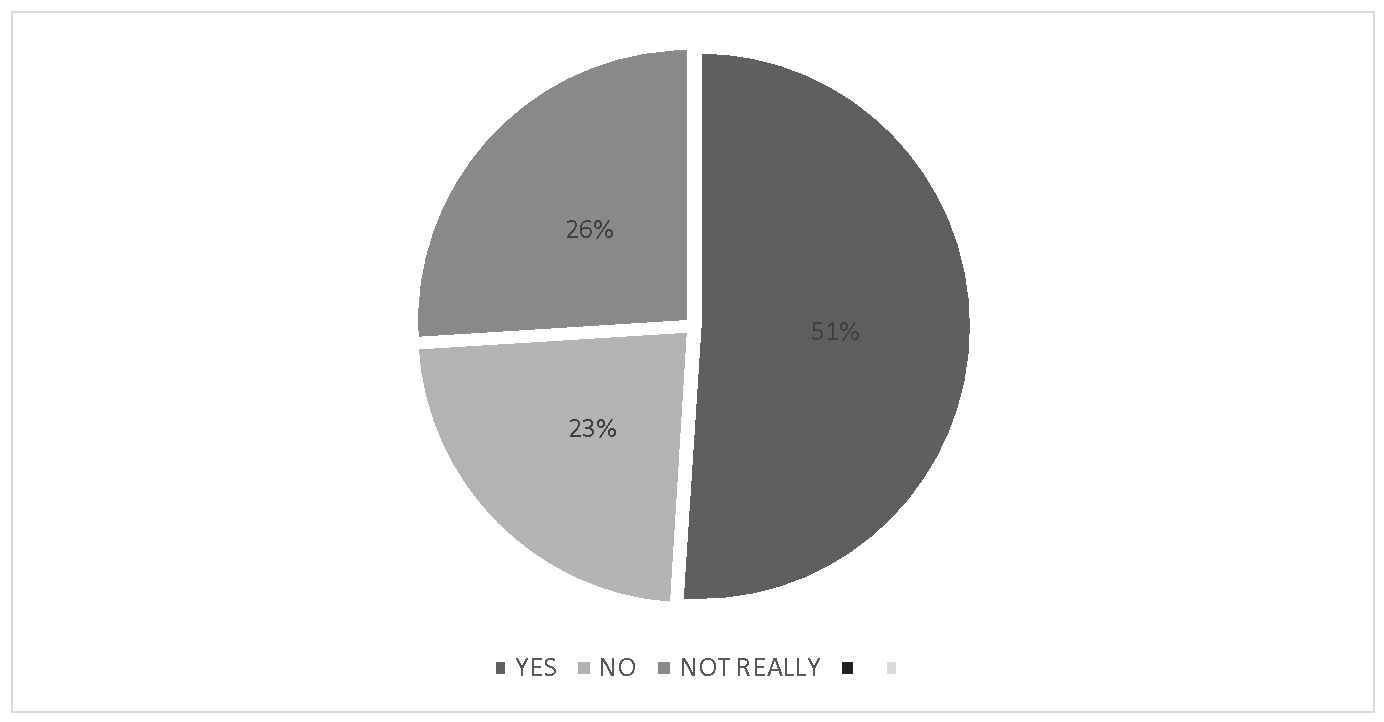 26%
51%
23%
YES NO NOT REALLY